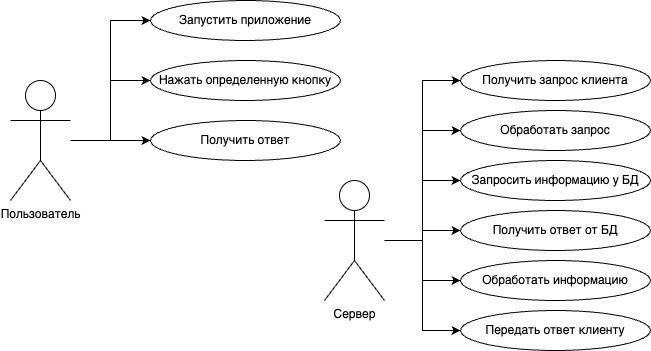 Запустить приложение
Нажать определенную кнопку
Получить ответ
Пользователь
Получить запрос клиента
Обработать запрос
Запросить информацию у БД
Получить ответ от БД
Обработать информацию
Передать ответ клиенту
Сервер